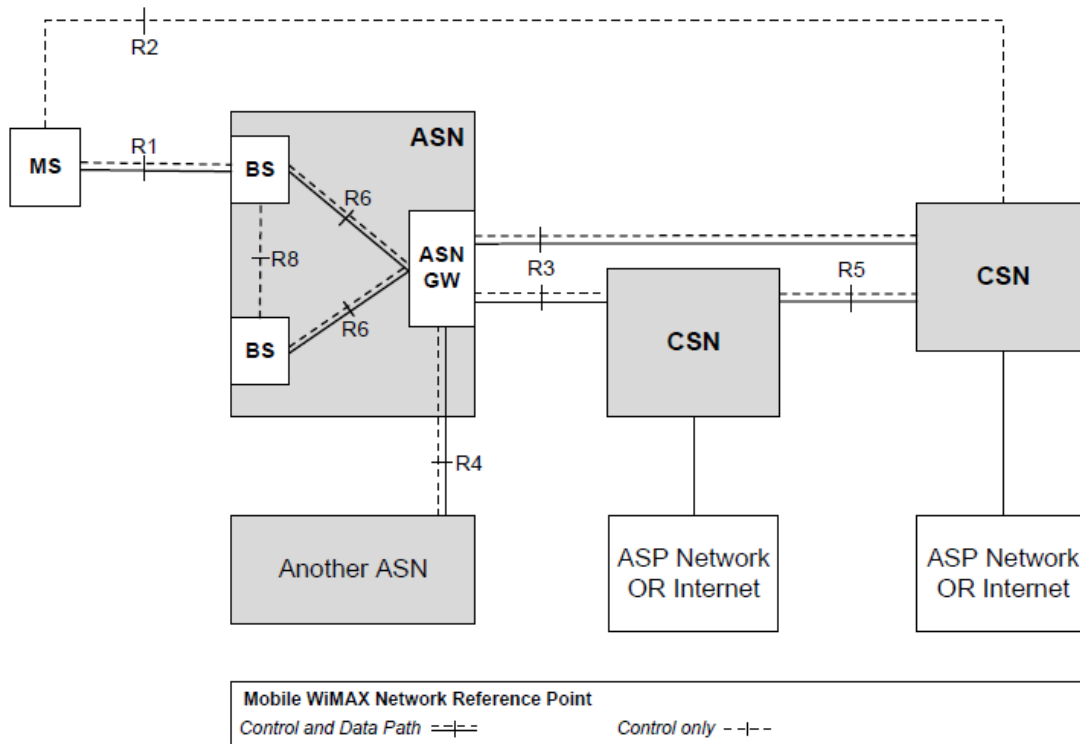 R2
ASN
MS
R1
BS
R6
R8
ASN
GW
R3
R5
CSN
CSN
R6
BS
R4
Another ASN
ASP Network
OR Internet
ASP Network
OR Internet
Mobile WiMAX Network Reference Point
Control and Data Path
Control only